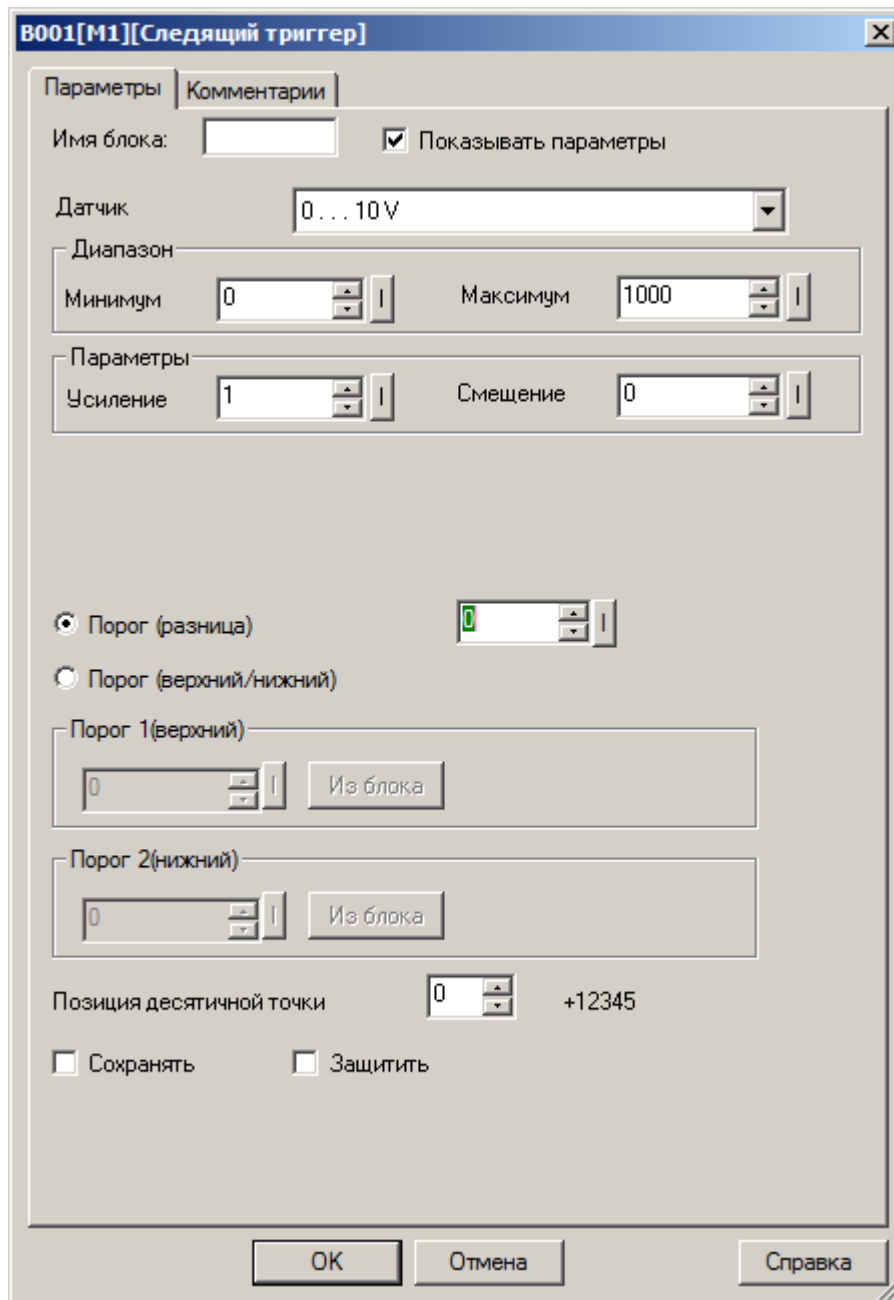 B001[M1][Следящий триггер]
Параметры Комментарии
Имя блока: Показывать параметры
Датчик 0 . . . 10 V
Диапазон
Минимум 0 I Максимум 1000 I
Параметры
Усиление 1 I Смещение 0 I
Порог (разница) 0 I
Порог (верхний/нижний)
Порог 1(верхний)
0 I Из блока
Порог 2(нижний)
0 I Из блока
Позиция десятичной точки 0 +12345
Сохранять Защитить
OK Отмена Справка